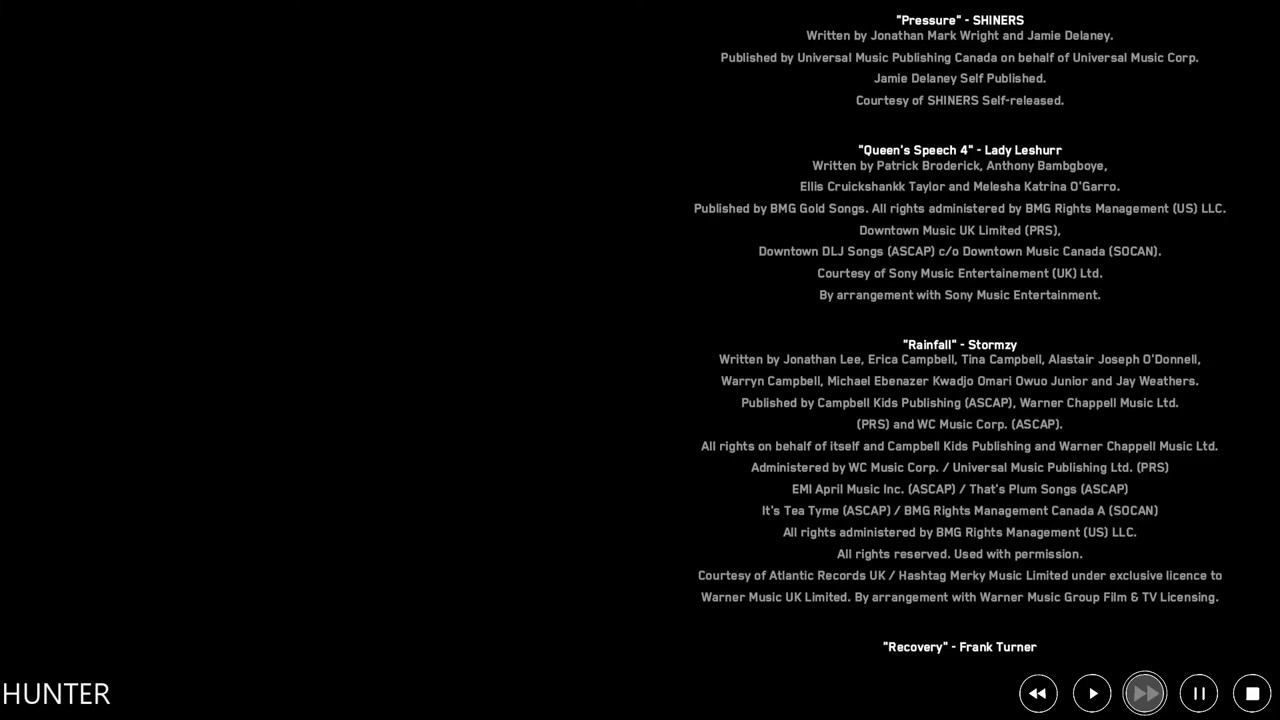 "Pressure" - SHINERS
Written by Jonathan Mark Wright and Jamie Delaney.
Published by Universal Music Publishing Canada on behalf of Universal Music Corp.
Jamie Delaney Self Published.
Courtesy of SHINERS Self-released.
"Queen's Speech 4" - Lady Leshurr
Written by Patrick Broderick, Anthony Bambgboye,
Ellis Cruickshankk Taylor and Melesha Katrina O'Garro.
Published by BMG Gold Songs. All rights administered by BMG Rights Management (US) LLC.
Downtown Music UK Limited (PRS),
Downtown DLJ Songs (ASCAP) c/o Downtown Music Canada (SOCAN).
Courtesy of Sony Music Entertainement (UK) Ltd.
By arrangement with Sony Music Entertainment.
"Rainfall" - Stormzy
Written by Jonathan Lee, Erica Campbell, Tina Campbell, Alastair Joseph O'Donnell,
Warryn Campbell, Michael Ebenazer Kwadjo Omari Owuo Junior and Jay Weathers.
Published by Campbell Kids Publishing (ASCAP), Warner Chappell Music Ltd.
(PRS) and WC Music Corp. (ASCAP).
All rights on behalf of itself and Campbell Kids Publishing and Warner Chappell Music Ltd.
Administered by WC Music Corp. / Universal Music Publishing Ltd. (PRS)
EMI April Music Inc. (ASCAP) / That's Plum Songs (ASCAP)
It's Tea Tyme (ASCAP) / BMG Rights Management Canada A (SOCAN)
All rights administered by BMG Rights Management (US) LLC.
All rights reserved. Used with permission.
Courtesy of Atlantic Records UK / Hashtag Merky Music Limited under exclusive licence to
Warner Music UK Limited. By arrangement with Warner Music Group Film & TV Licensing.
"Recovery" - Frank Turner
HUNTER